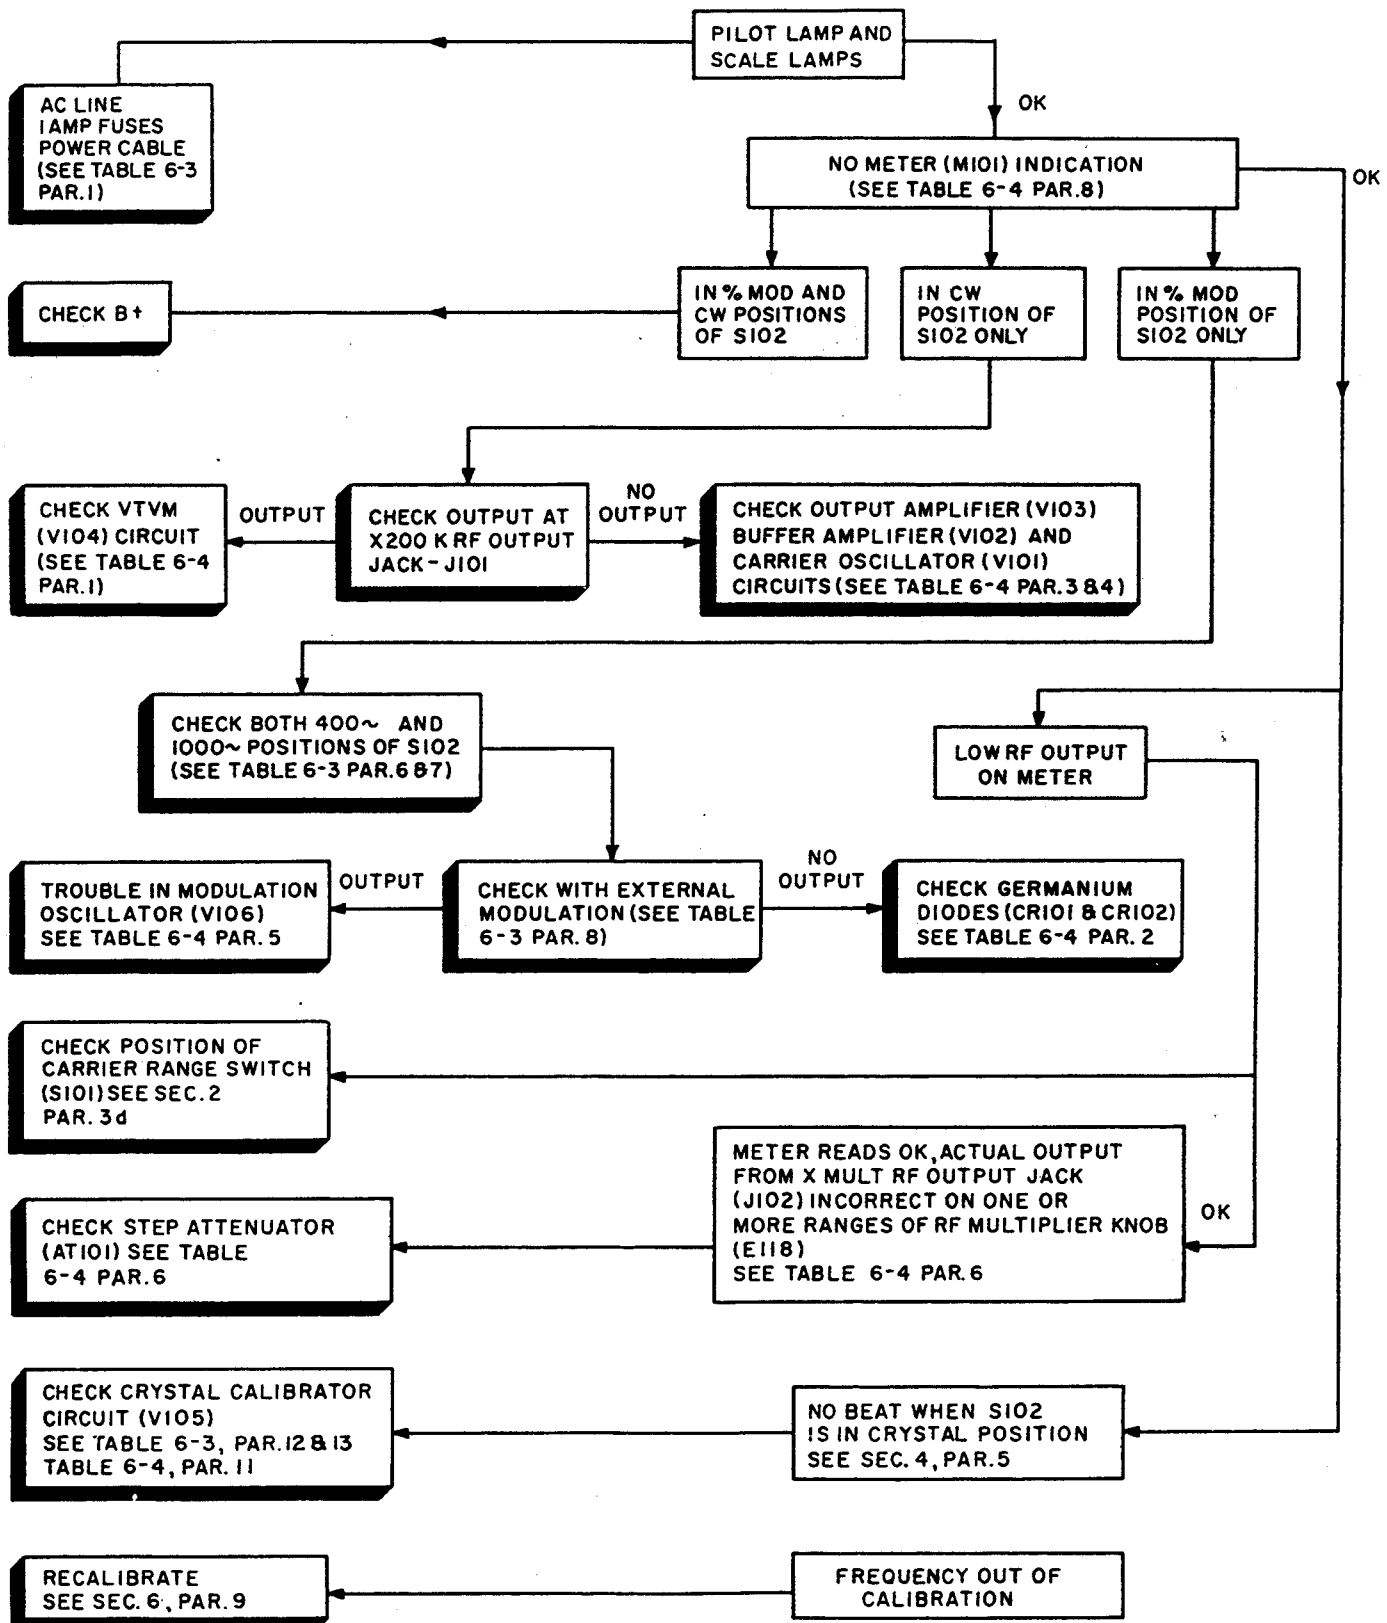 PILOT LAMP AND
SCALE LAMPS
AC LINE
1 AMP FUSES
POWER CABLE
(SEE TABLE 6-3
PAR.1)
OK
NO METER (M101) INDICATION
(SEE TABLE 6-4 PAR.8)
OK
CHECK B+
IN % MOD AND
CW POSITIONS
OF S102
IN CW
POSITION OF
S102 ONLY
IN % MOD
POSITION OF
S102 ONLY
CHECK VTVM
(V104) CIRCUIT
(SEE TABLE 6-4
PAR.1)
OUTPUT
CHECK OUTPUT AT
X200 K RF OUTPUT
JACK-J101
NO
OUTPUT
CHECK OUTPUT AMPLIFIER (V103)
BUFFER AMPLIFIER (V102) AND
CARRIER OSCILLATOR (V101)
CIRCUITS (SEE TABLE 6-4 PAR.3 & 4)
CHECK BOTH 400~ AND
1000~ POSITIONS OF S102
(SEE TABLE 6-3 PAR.6 & 7)
LOW RF OUTPUT
ON METER
TROUBLE IN MODULATION
OSCILLATOR (V106)
SEE TABLE 6-4 PAR. 5
OUTPUT
CHECK WITH EXTERNAL
MODULATION (SEE TABLE
6-3 PAR. 8)
NO
OUTPUT
CHECK GERMANIUM
DIODES (CR101 & CR102)
SEE TABLE 6-4 PAR. 2
CHECK POSITION OF
CARRIER RANGE SWITCH
(S101) SEE SEC. 2
PAR. 3d
METER READS OK, ACTUAL OUTPUT
FROM X MULT RF OUTPUT JACK
(J102) INCORRECT ON ONE OR
MORE RANGES OF RF MULTIPLIER KNOB
(E118)
SEE TABLE 6-4 PAR. 6
OK
CHECK STEP ATTENUATOR
(AT101) SEE TABLE
6-4 PAR. 6
CHECK CRYSTAL CALIBRATOR
CIRCUIT (V105)
SEE TABLE 6-3, PAR. 12 & 13
TABLE 6-4, PAR. 11
NO BEAT WHEN S102
IS IN CRYSTAL POSITION
SEE SEC. 4, PAR. 5
RECALIBRATE
SEE SEC. 6, PAR. 9
FREQUENCY OUT OF
CALIBRATION